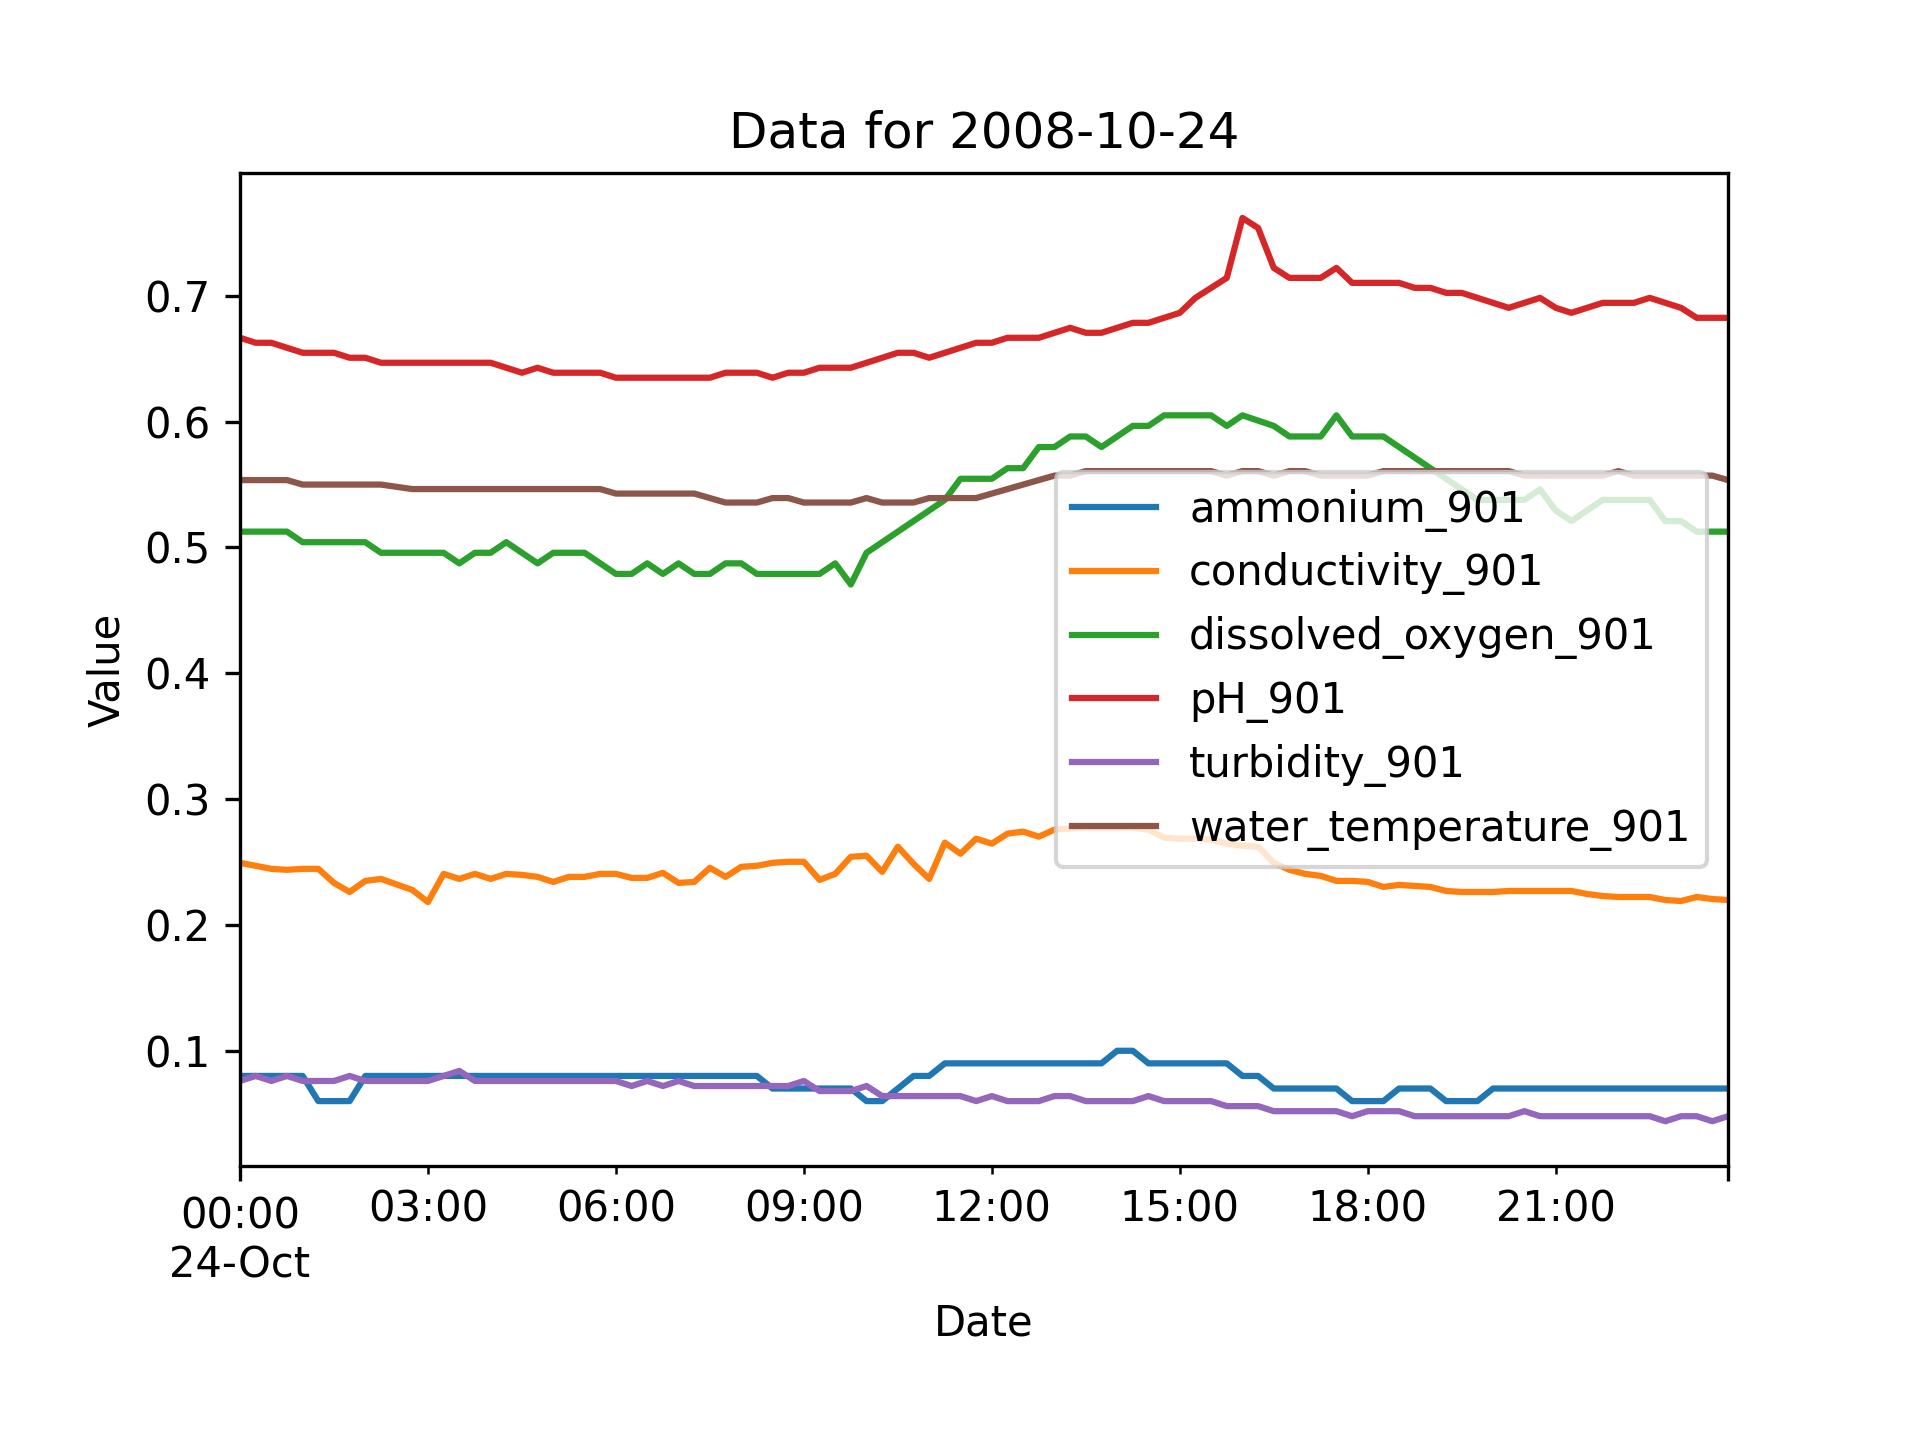 Data for 2008-10-24
Value
0.7
0.6
0.5
0.4
0.3
0.2
0.1
ammonium_901
conductivity_901
dissolved_oxygen_901
pH_901
turbidity_901
water_temperature_901
00:00 03:00 06:00 09:00 12:00 15:00 18:00 21:00
24-Oct
Date